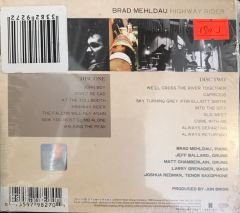 BRAD MEHLDAU HIGHWAY RIDER
DISC ONE
JOHN BOY
DON'T BE SAD
AT THE TOLLBOOTH
HIGHWAY RIDER
THE FALCON WILL FLY AGAIN
NOW YOU MUST CLIMB ALONE
WALKING THE PEAK
DISC TWO
WE'LL CROSS THE RIVER TOGETHER
CAPRICCIO
SKY TURNING GREY (FOR ELLIOTT SMITH)
INTO THE CITY
OLD WEST
COME WITH ME
ALWAYS DEPARTING
ALWAYS RETURNING
BRAD MEHLDAU, PIANO
JEFF BALLARD, DRUMS
MATT CHAMBERLAIN, DRUMS
LARRY GRENADIER, BASS
JOSHUA REDMAN, TENOR SAXOPHONE
PRODUCED BY JON BRION